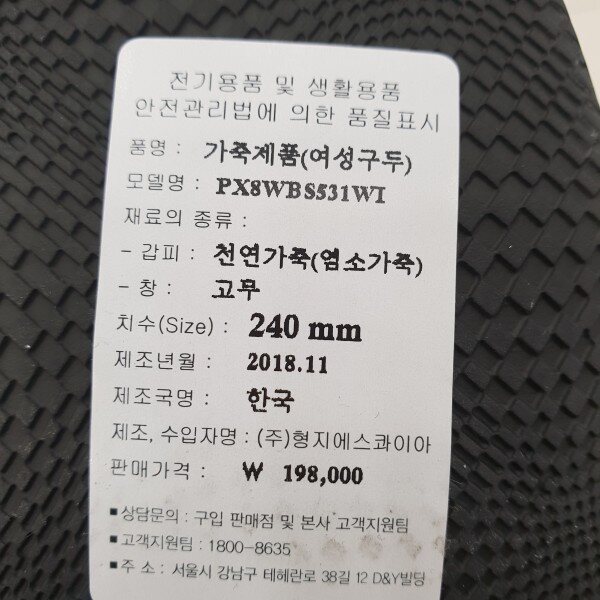 전기용품 및 생활용품
안전관리법에 의한 품질표시
품명 : 가죽제품(여성구두)
모델명 : PX8WBS531WI
재료의 종류 :
- 갑피 : 천연가죽(염소가죽)
- 창 : 고무
치수(Size) : 240 mm
제조년월 : 2018.11
제조국명 : 한국
제조, 수입자명 : (주)형지에스콰이아
판매가격 : ₩ 198,000
■상담문의 : 구입 판매점 및 본사 고객지원팀
■고객지원팀 : 1800-8635
■주 소 : 서울시 강남구 테헤란로 38길 12 D&Y빌딩